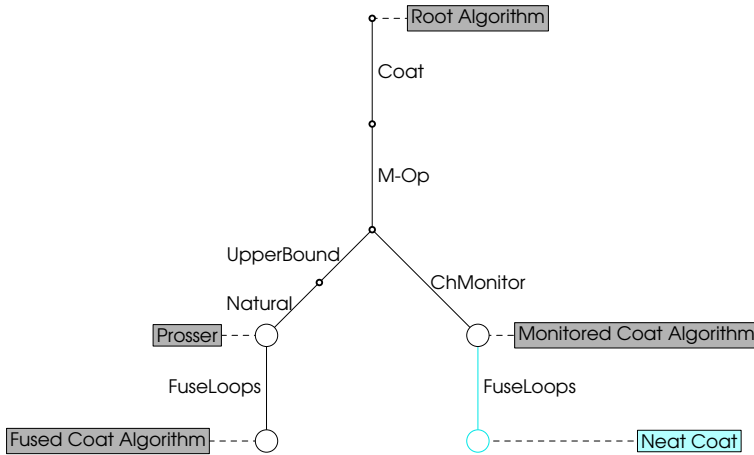 Root Algorithm
Coat
M-Op
UpperBound
ChMonitor
Natural
Prosser
Monitored Coat Algorithm
FuseLoops
FuseLoops
Fused Coat Algorithm
Neat Coat